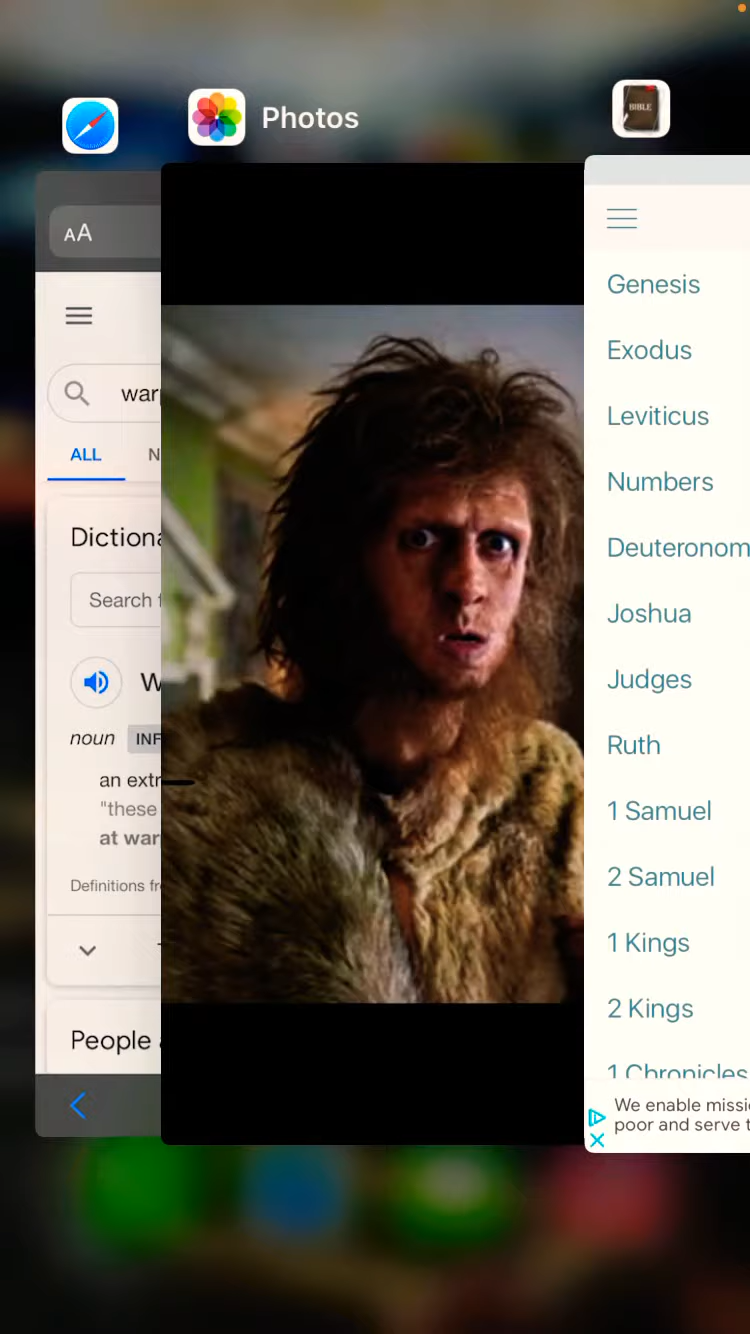 Photos
BIBLE
AA
ALL
N
noun INF
"these
at war
Definitions
People
Genesis
Exodus
Leviticus
Numbers
Deuteronom
Joshua
Judges
Ruth
1 Samuel
2 Samuel
1 Kings
2 Kings
1 Chronicles
We enable missi
poor and serve t
war
Dictiona
Search f
W
an extr